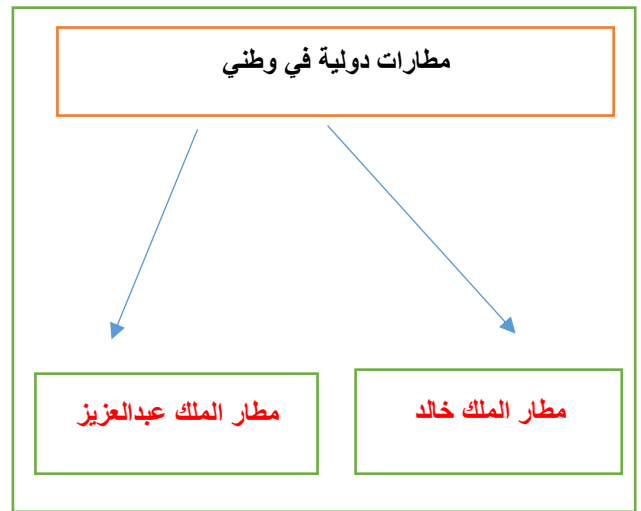 مطارات دولية في وطني
مطار الملك خالد
مطار الملك عبدالعزيز